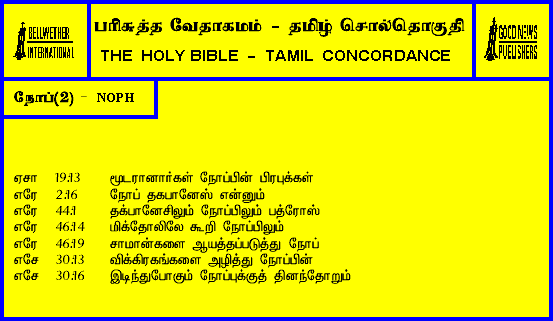 BELLWETHER
INTERNATIONAL
பரிசுத்த வேதாகமம் - தமிழ் சொல்தொகுதி
THE HOLY BIBLE - TAMIL CONCORDANCE
GOOD NEWS
PUBLISHERS
நோப்(2) - NOPH
ஏசா 19:13 மூடரானார்கள் நோப்பின் பிரபுக்கள்
எரே 2:16 நோப் தகபானேஸ் என்னும்
எரே 44:1 தக்பானேசிலும் நோப்பிலும் பத்ரோஸ்
எரே 46:14 மிக்தோலிலே கூறி நோப்பிலும்
எரே 46:19 சாமான்களை ஆயத்தப்படுத்து நோப்
எசே 30:13 விக்கிரகங்களை அழித்து நோப்பின்
எசே 30:16 இடிந்துபோகும் நோப்புக்குத் தினந்தோறும்